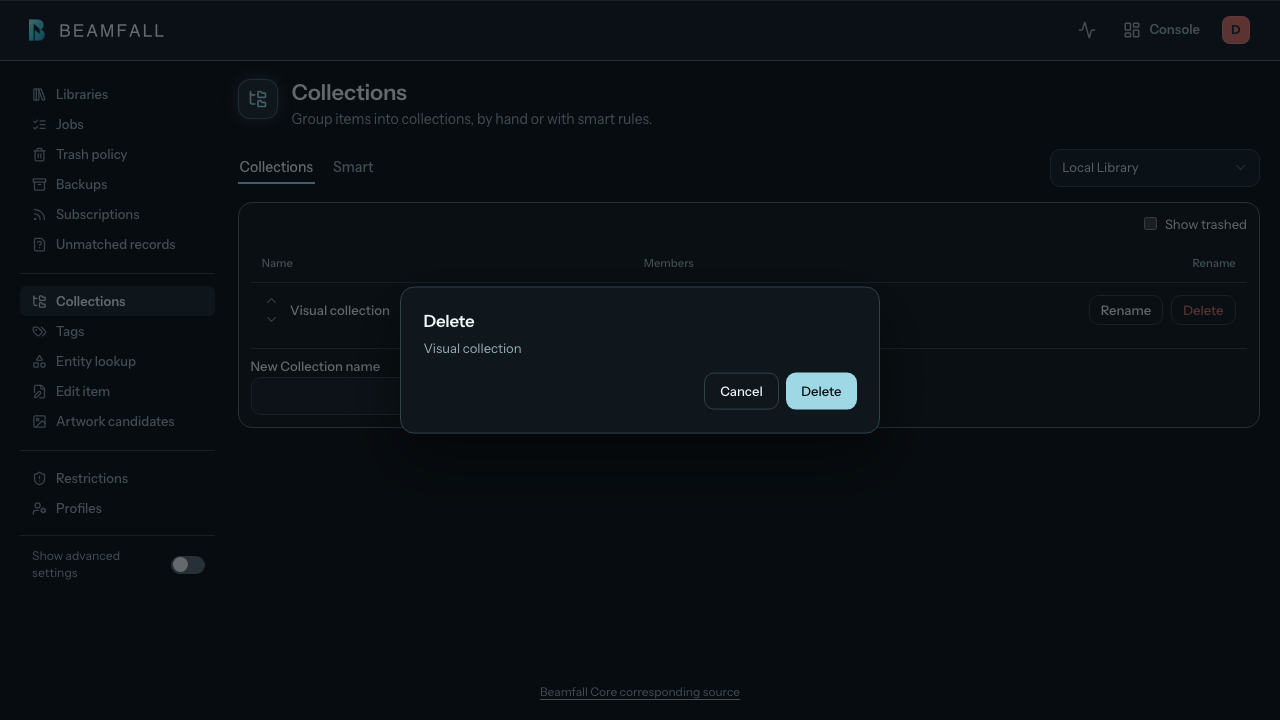 BEAMFALL
Console
D
Libraries
Jobs
Trash policy
Backups
Subscriptions
Unmatched records
Collections
Tags
Entity lookup
Edit item
Artwork candidates
Restrictions
Profiles
Show advanced
settings
Collections
Group items into collections, by hand or with smart rules.
Collections
Smart
Local Library
Show trashed
Name
Members
Rename
Visual collection
Rename
Delete
New Collection name
Delete
Visual collection
Cancel
Delete
Beamfall Core corresponding source